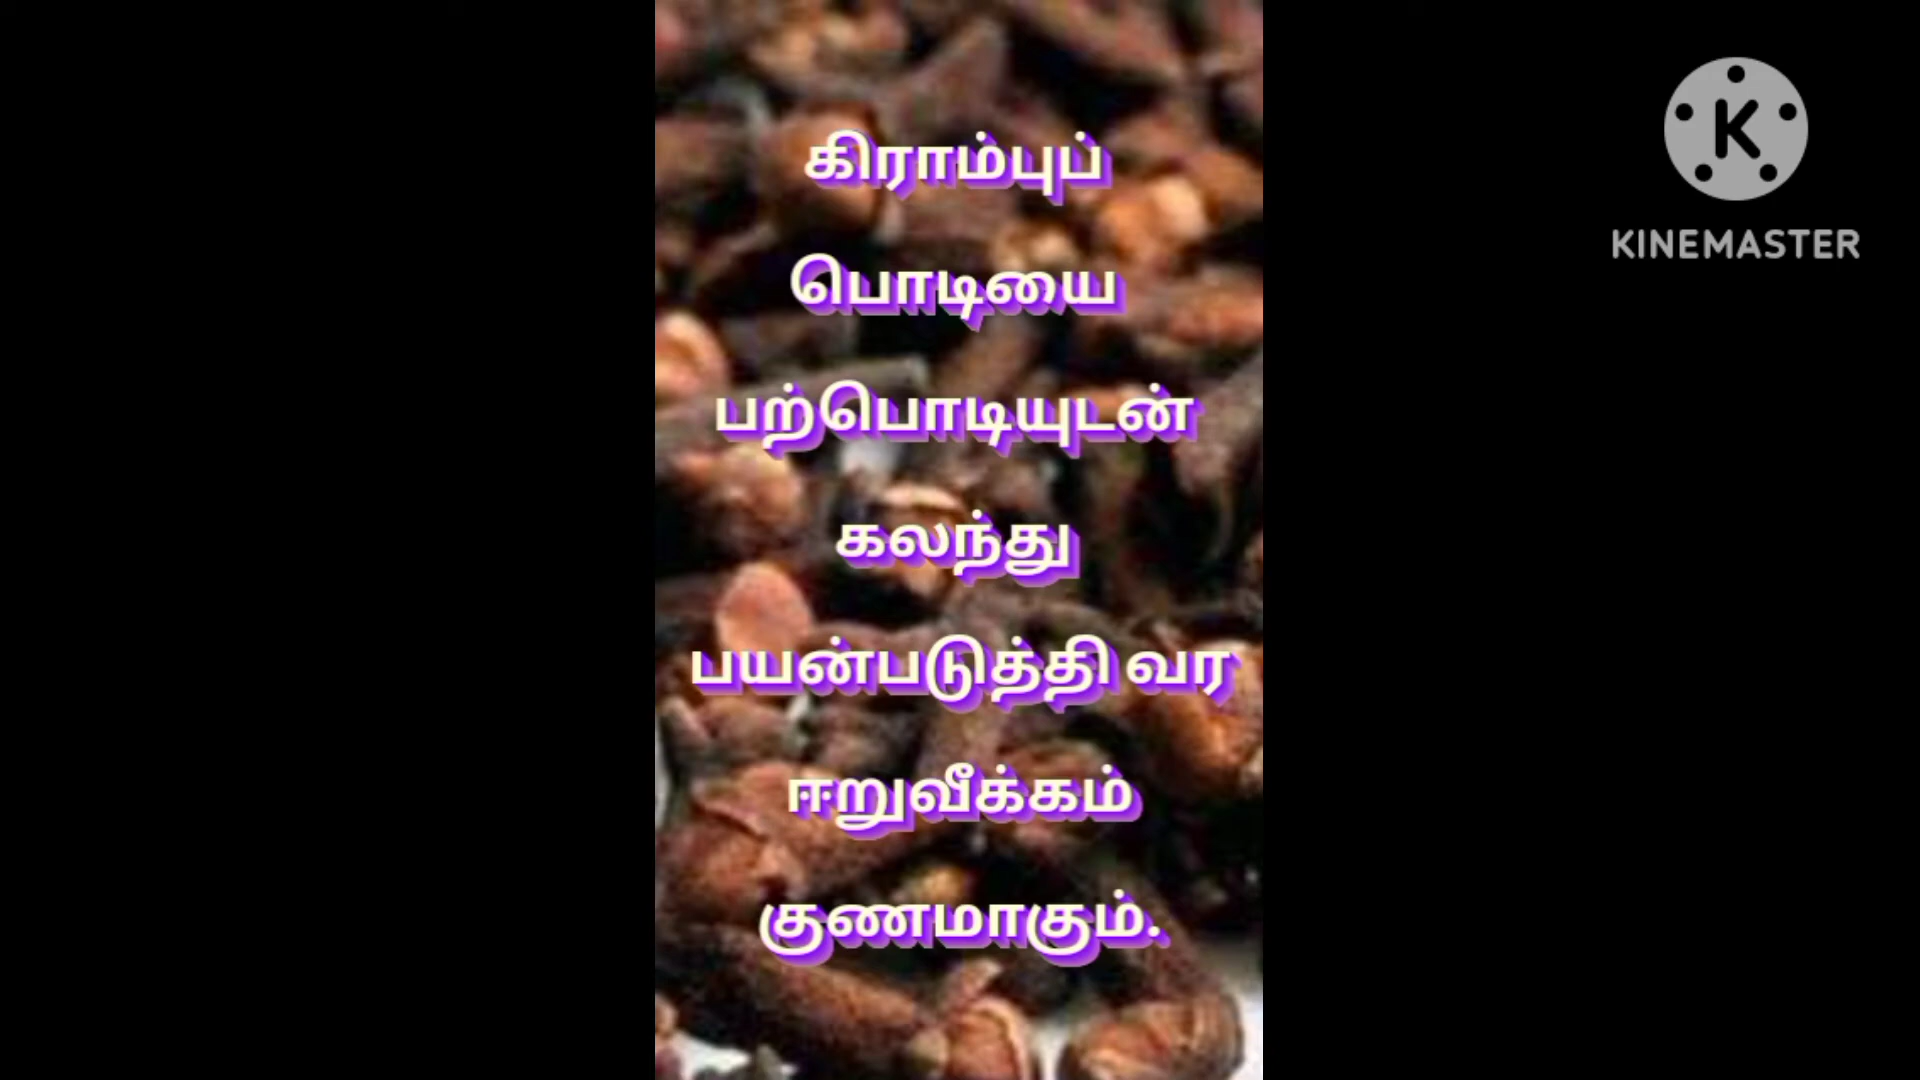 கிராம்புப்
பொடியை
பற்பொடியுடன்
கலந்து
பயன்படுத்தி வர
ஈறுவீக்கம்
குணமாகும்.
K
KINEMASTER